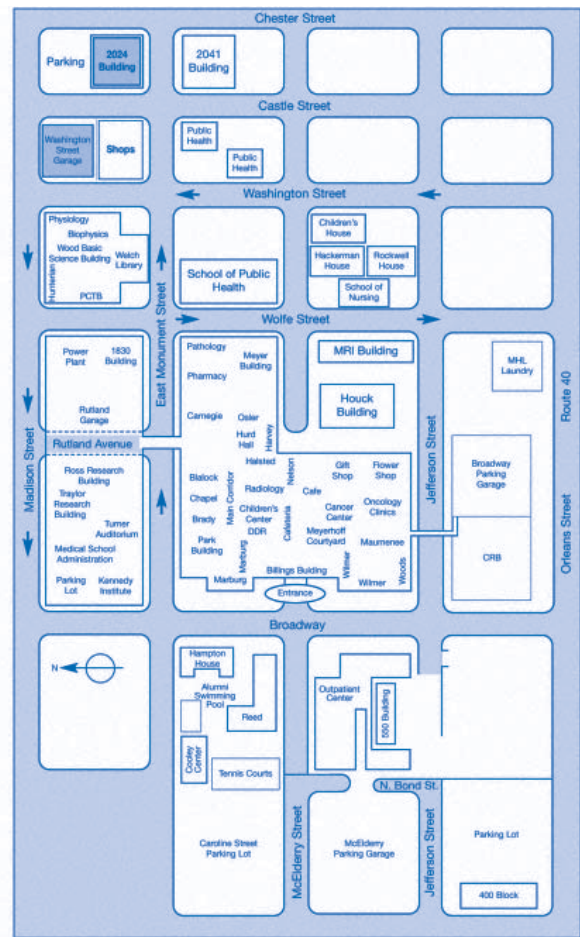 Chester Street
Parking
2024
Building
2041
Building
Castle Street
Washington
Street
Garage
Shops
Public
Health
Public
Health
Washington Street
Physiology
Biophysics
Wood Basic
Science Building
Welch
Library
Hunterian
PCTB
East Monument Street
School of Public
Health
Children's
House
Hackerman
House
Rockwell
House
School of
Nursing
Wolfe Street
Power
Plant
1830
Building
Rutland
Garage
Rutland Avenue
Madison Street
Ross Research
Building
Traylor
Research
Building
Turner
Auditorium
Medical School
Administration
Parking
Lot
Kennedy
Institute
Pathology
Meyer
Building
Pharmacy
Carnegie
Osler
Hurd
Hall
Harvey
Halsted
Nelson
Blalock
Radiology
Chapel
Main Corridor
Children's
Center
DDR
Cafeteria
Brady
Park
Building
Marburg
Marburg
Billings Building
Entrance
MRI Building
Houck
Building
Gift
Shop
Flower
Shop
Cafe
Cancer
Center
Oncology
Clinics
Meyerhoff
Courtyard
Maumenee
Wilmer
Wilmer
Woods
Jefferson Street
MHL
Laundry
Route 40
Broadway
Parking
Garage
Orleans Street
CRB
Broadway
N
Hampton
House
Alumni
Swimming
Pool
Reed
Cooley
Center
Tennis Courts
Caroline Street
Parking Lot
McElderry Street
Outpatient
Center
550 Building
N. Bond St.
McElderry
Parking Garage
Jefferson Street
Parking Lot
400 Block